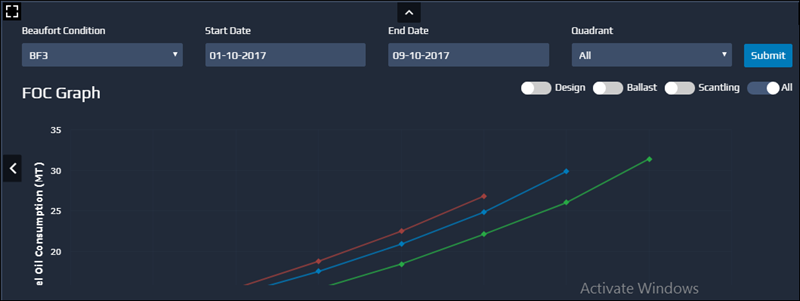 Beaufort Condition Start Date End Date Quadrant
BF3 01-10-2017 09-10-2017 All Submit
FOC Graph Design Ballast Scantling All
35
30
25
20
Oil Consumption (MT)
Activate Windows